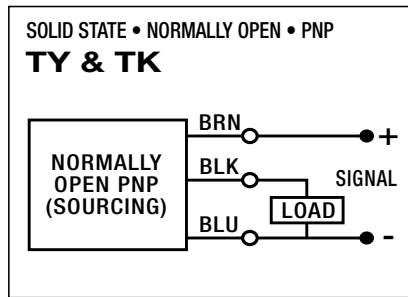 SOLID STATE • NORMALLY OPEN • PNP
TY & TK
BRN
+
NORMALLY
OPEN PNP
(SOURCING)
BLK
SIGNAL
LOAD
BLU
-